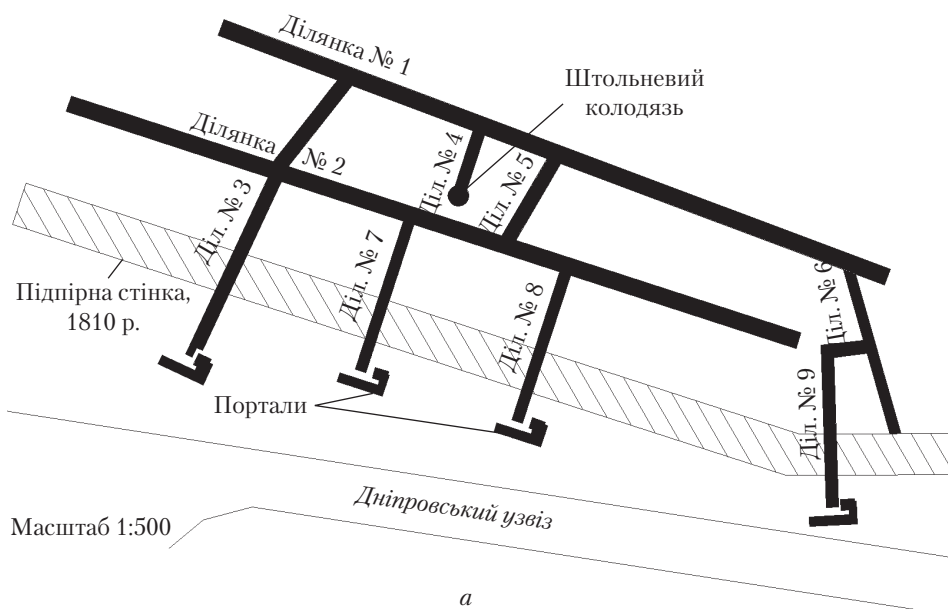 Ділянка № 1
Штольневий
колодязь
Ділянка № 2
Діл. № 4
Діл. № 5
Діл. № 3
Діл. № 7
Діл. № 8
Діл. № 6
Підпірна стінка,
1810 р.
Портали
Діл. № 9
Дніпровський узвіз
Масштаб 1:500
а